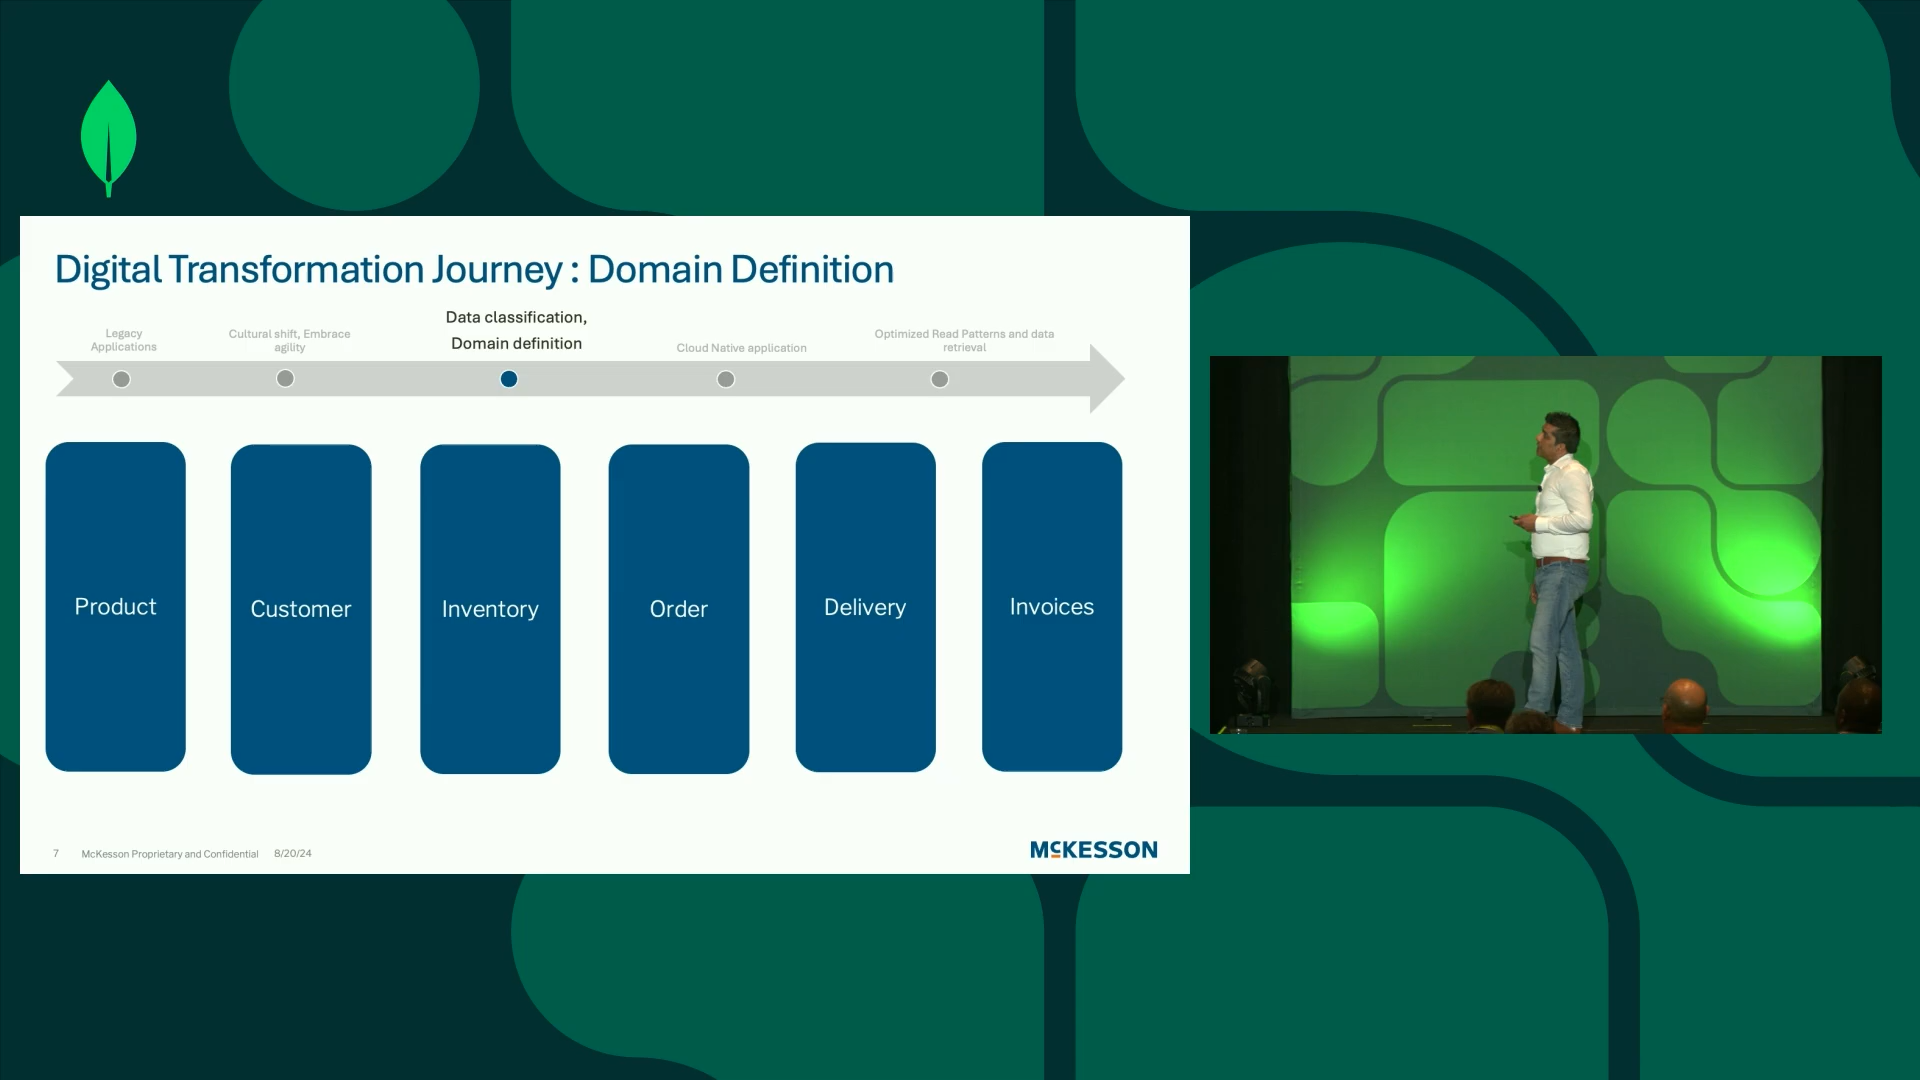 Digital Transformation Journey : Domain Definition
Legacy
Applications
Cultural shift, Embrace
agility
Data classification,
Domain definition
Cloud Native application
Optimized Read Patterns and data
retrieval
Product
Customer
Inventory
Order
Delivery
Invoices
7 McKesson Proprietary and Confidential 8/20/24
MCKESSON